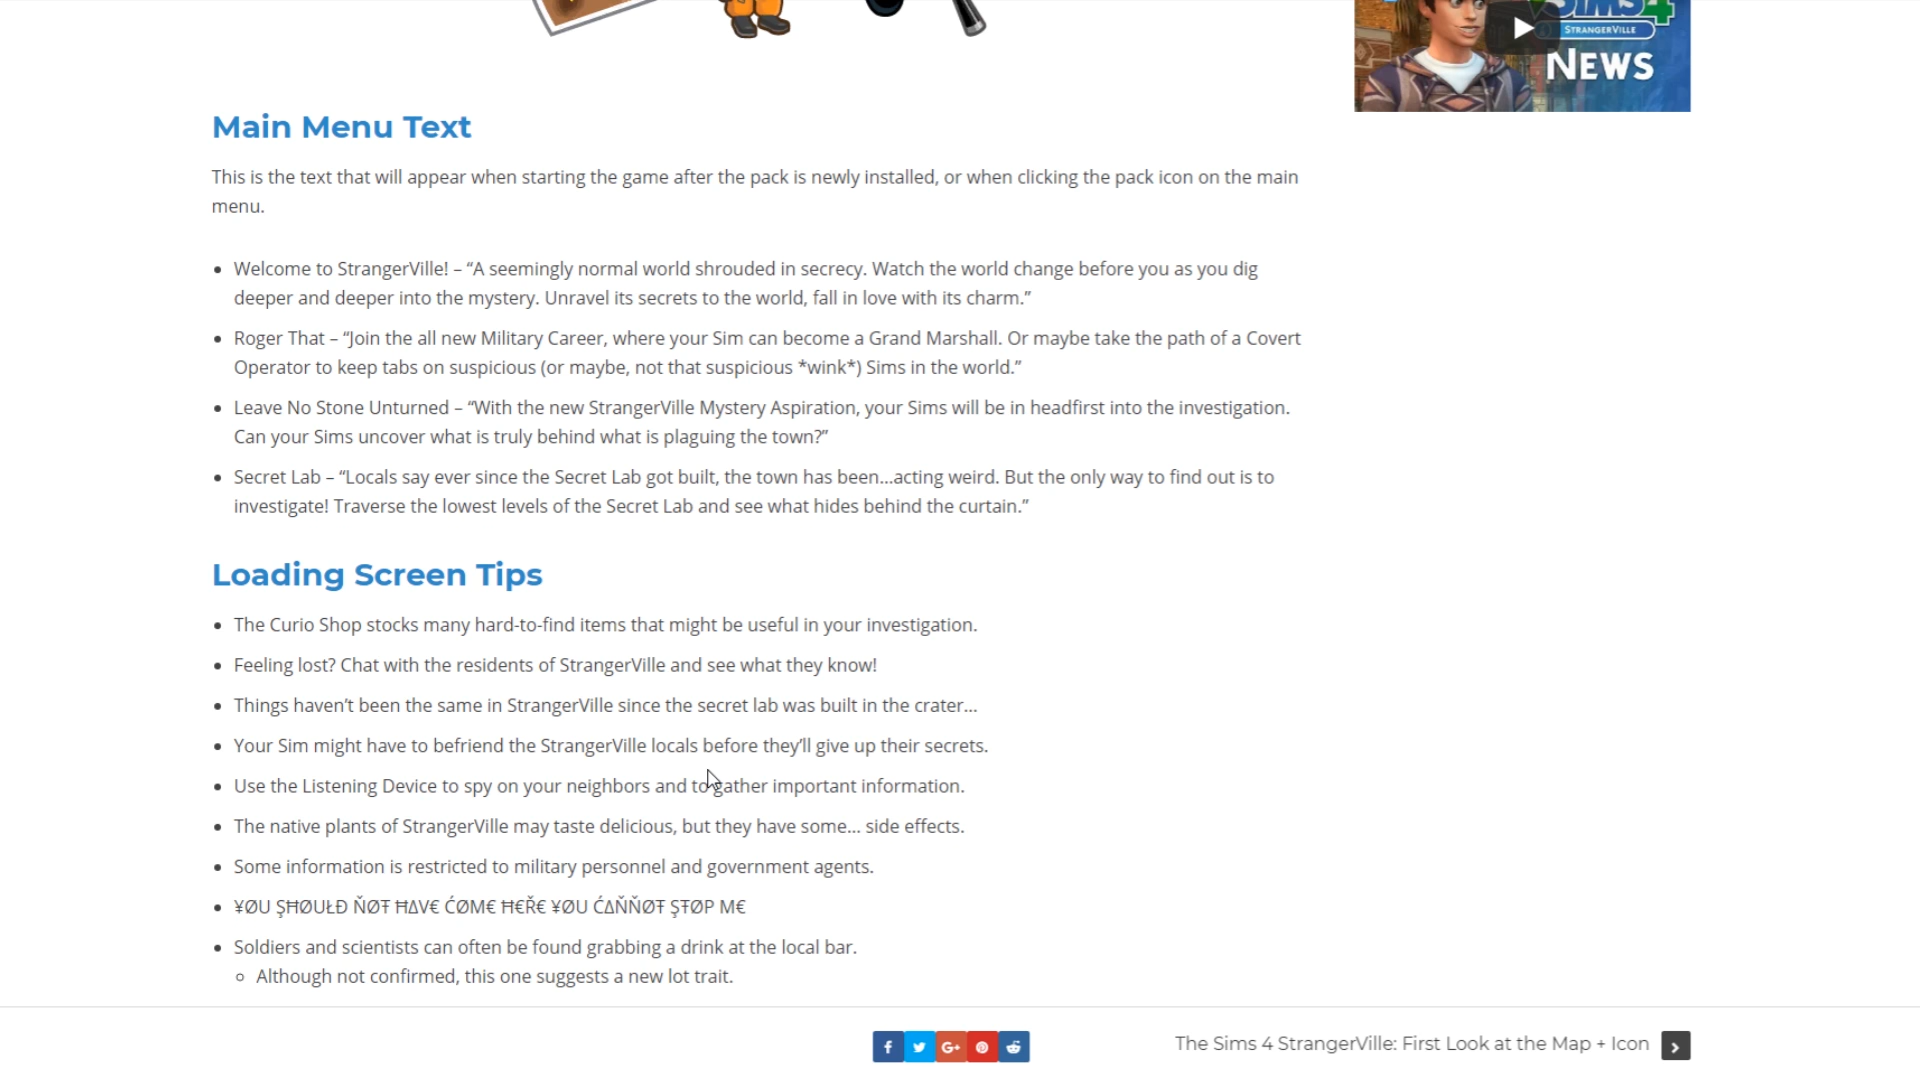 SIMS 4
STRANGERVILLE
NEWS
Main Menu Text
This is the text that will appear when starting the game after the pack is newly installed, or when clicking the pack icon on the main
menu.
• Welcome to StrangerVille! – “A seemingly normal world shrouded in secrecy. Watch the world change before you as you dig
deeper and deeper into the mystery. Unravel its secrets to the world, fall in love with its charm.”
• Roger That – “Join the all new Military Career, where your Sim can become a Grand Marshall. Or maybe take the path of a Covert
Operator to keep tabs on suspicious (or maybe, not that suspicious *wink*) Sims in the world.”
• Leave No Stone Unturned – “With the new StrangerVille Mystery Aspiration, your Sims will be in headfirst into the investigation.
Can your Sims uncover what is truly behind what is plaguing the town?”
• Secret Lab – “Locals say ever since the Secret Lab got built, the town has been...acting weird. But the only way to find out is to
investigate! Traverse the lowest levels of the Secret Lab and see what hides behind the curtain.”
Loading Screen Tips
• The Curio Shop stocks many hard-to-find items that might be useful in your investigation.
• Feeling lost? Chat with the residents of StrangerVille and see what they know!
• Things haven’t been the same in StrangerVille since the secret lab was built in the crater...
• Your Sim might have to befriend the StrangerVille locals before they’ll give up their secrets.
• Use the Listening Device to spy on your neighbors and to gather important information.
• The native plants of StrangerVille may taste delicious, but they have some... side effects.
• Some information is restricted to military personnel and government agents.
• ¥ØU ŞĦØUŁĐ ŇØŦ ĦΔV€ ĆØM€ Ħ€Ř€ ¥ØU ĆΔŇŇØŦ ŞŦØP M€
• Soldiers and scientists can often be found grabbing a drink at the local bar.
◦ Although not confirmed, this one suggests a new lot trait.
The Sims 4 StrangerVille: First Look at the Map + Icon